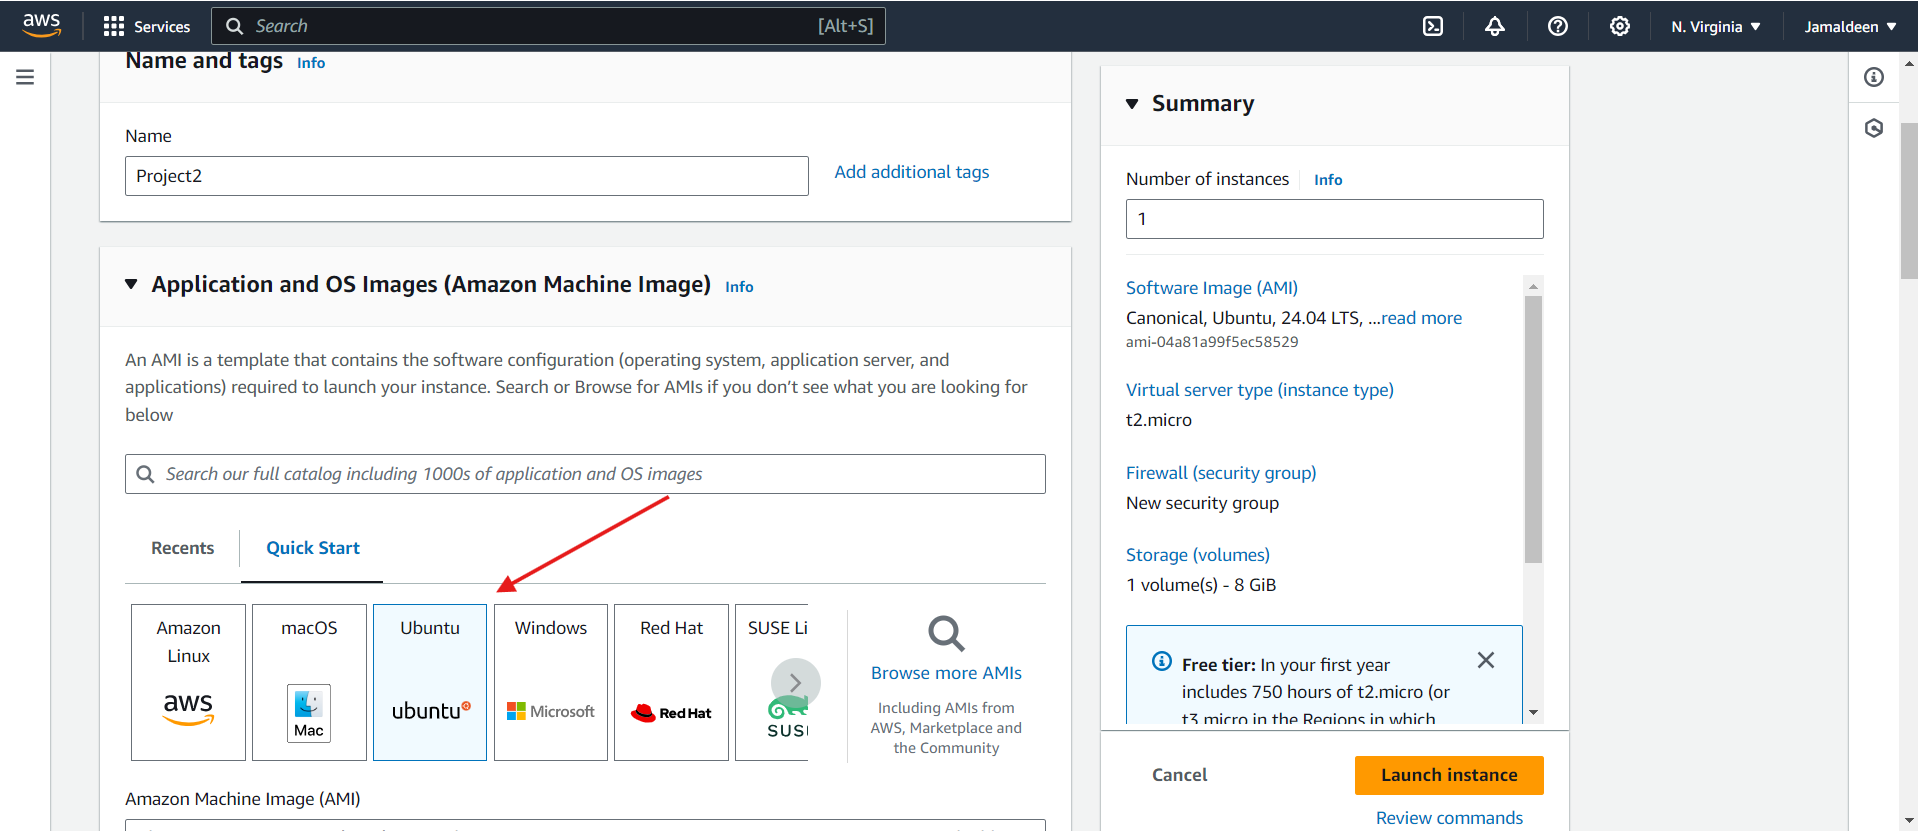 aws
Services
Search
[Alt+S]
N. Virginia
Jamaldeen
Name and tags Info
Name
Project2
Add additional tags
Application and OS Images (Amazon Machine Image) Info
An AMI is a template that contains the software configuration (operating system, application server, and
applications) required to launch your instance. Search or Browse for AMIs if you don’t see what you are looking for
below
Search our full catalog including 1000s of application and OS images
Recents
Quick Start
Amazon
Linux
aws
macOS
Mac
Ubuntu
ubuntu
Windows
Microsoft
Red Hat
Red Hat
SUSE Li
SUS
Browse more AMIs
Including AMIs from
AWS, Marketplace and
the Community
Amazon Machine Image (AMI)
Summary
Number of instances Info
1
Software Image (AMI)
Canonical, Ubuntu, 24.04 LTS, ...read more
ami-04a81a99f5ec58529
Virtual server type (instance type)
t2.micro
Firewall (security group)
New security group
Storage (volumes)
1 volume(s) - 8 GiB
Free tier: In your first year
includes 750 hours of t2.micro (or
t3.micro in the Regions in which
Cancel
Launch instance
Review commands